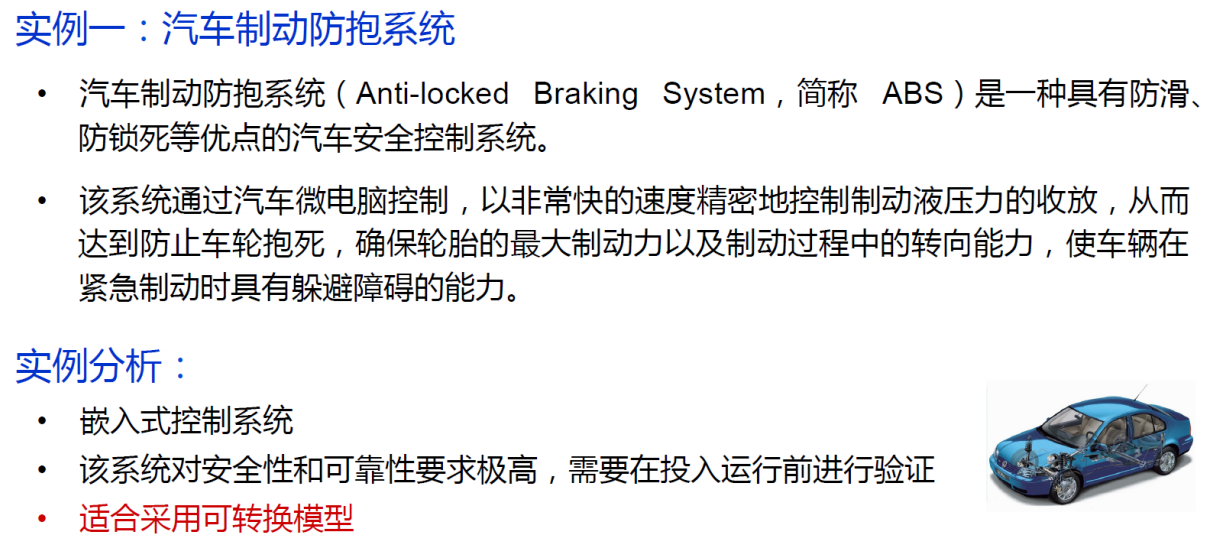 实例一：汽车制动防抱系统
• 汽车制动防抱系统（Anti-locked Braking System，简称 ABS）是一种具有防滑、
防锁死等优点的汽车安全控制系统。
• 该系统通过汽车微电脑控制，以非常快的速度精密地控制制动液压力的收放，从而
达到防止车轮抱死，确保轮胎的最大制动力以及制动过程中的转向能力，使车辆在
紧急制动时具有躲避障碍的能力。
实例分析：
• 嵌入式控制系统
• 该系统对安全性和可靠性要求极高，需要在投入运行前进行验证
• 适合采用可转换模型